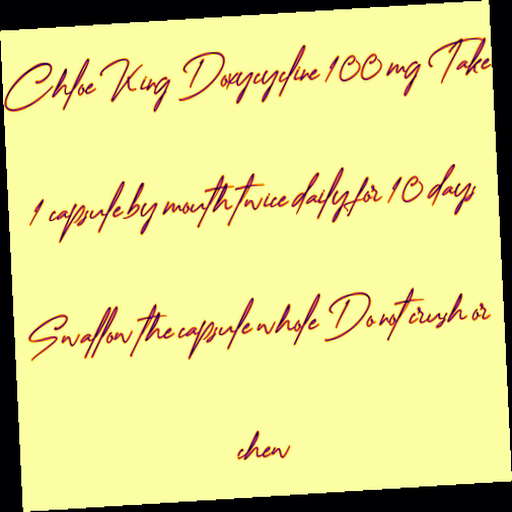 Chloe King Doxycycline 100 mg Take
1 capsule by mouth twice daily for 10 days
Swallow the capsule whole Do not crush or
chew